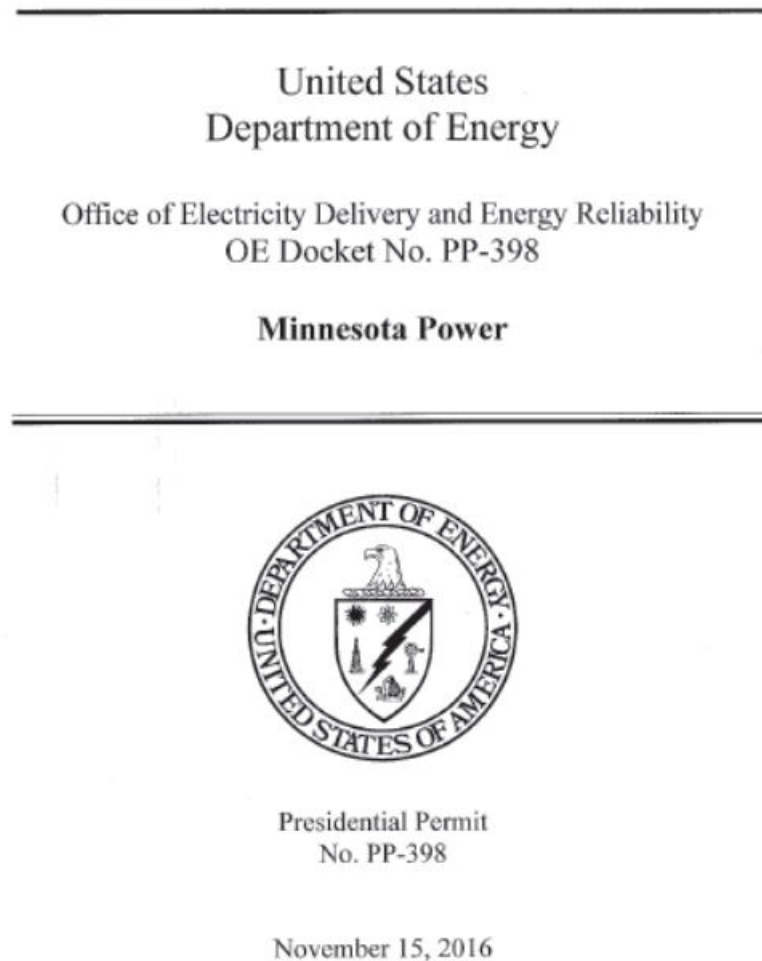 United States
Department of Energy
Office of Electricity Delivery and Energy Reliability
OE Docket No. PP-398
Minnesota Power
DEPARTMENT OF ENERGY
UNITED STATES OF AMERICA
Presidential Permit
No. PP-398
November 15, 2016